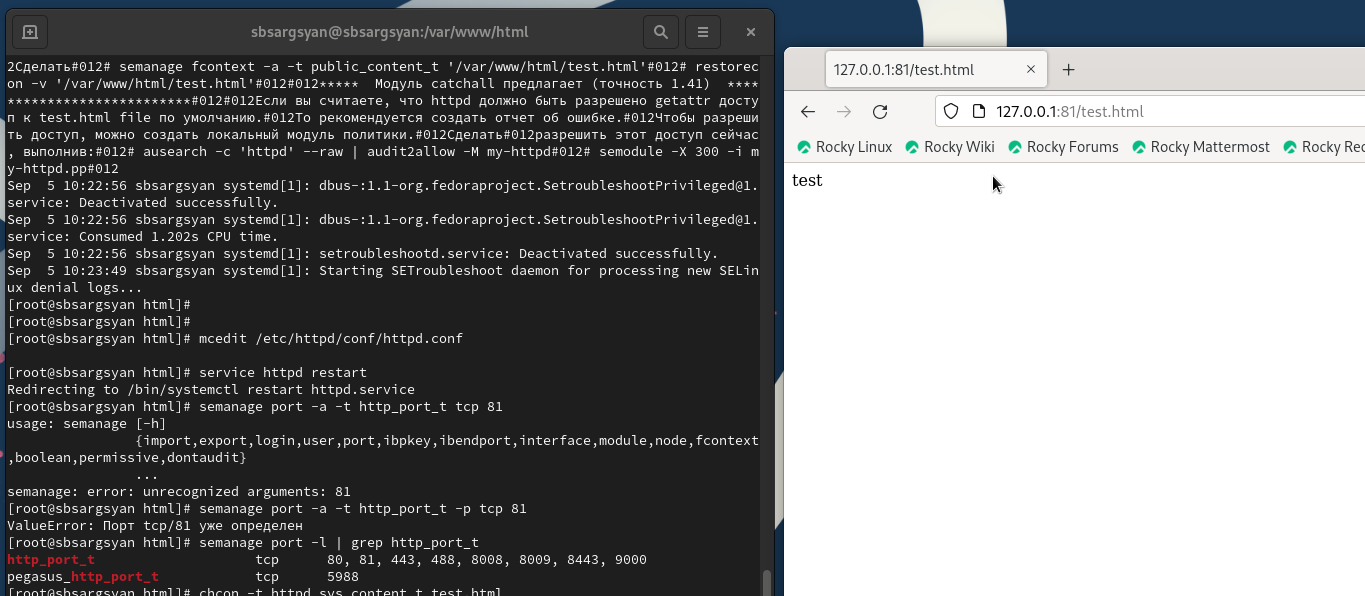 sbsargsyan@sbsargsyan:/var/www/html
2Сделать#012# semanage fcontext -a -t public_content_t '/var/www/html/test.html'#012# restorec
on -v '/var/www/html/test.html'#012#012*****  Модуль catchall предлагает (точность 1.41)  ****
***********************#012#012Если вы считаете, что httpd должно быть разрешено getattr досту
п к test.html file по умолчанию.#012То рекомендуется создать отчет об ошибке.#012Чтобы разреши
ть доступ, можно создать локальный модуль политики.#012Сделать#012разрешить этот доступ сейчас
, выполнив:#012# ausearch -c 'httpd' --raw | audit2allow -M my-httpd#012# semodule -X 300 -i m
y-httpd.pp#012
Sep  5 10:22:56 sbsargsyan systemd[1]: dbus-:1.1-org.fedoraproject.SetroubleshootPrivileged@1.
service: Deactivated successfully.
Sep  5 10:22:56 sbsargsyan systemd[1]: dbus-:1.1-org.fedoraproject.SetroubleshootPrivileged@1.
service: Consumed 1.202s CPU time.
Sep  5 10:22:56 sbsargsyan systemd[1]: setroubleshootd.service: Deactivated successfully.
Sep  5 10:23:49 sbsargsyan systemd[1]: Starting SETroubleshoot daemon for processing new SELin
ux denial logs...
[root@sbsargsyan html]#
[root@sbsargsyan html]#
[root@sbsargsyan html]# mcedit /etc/httpd/conf/httpd.conf
[root@sbsargsyan html]# service httpd restart
Redirecting to /bin/systemctl restart httpd.service
[root@sbsargsyan html]# semanage port -a -t http_port_t tcp 81
usage: semanage [-h]
{import,export,login,user,port,ibpkey,ibendport,interface,module,node,fcontext
,boolean,permissive,dontaudit}
...
semanage: error: unrecognized arguments: 81
[root@sbsargsyan html]# semanage port -a -t http_port_t -p tcp 81
ValueError: Порт tcp/81 уже определен
[root@sbsargsyan html]# semanage port -l | grep http_port_t
http_port_t                    tcp      80, 81, 443, 488, 8008, 8009, 8443, 9000
pegasus_http_port_t            tcp      5988
[root@sbsargsyan html]# chcon -t httpd_sys_content_t test.html
127.0.0.1:81/test.html
127.0.0.1:81/test.html
Rocky Linux Rocky Wiki Rocky Forums Rocky Mattermost Rocky Rec
test